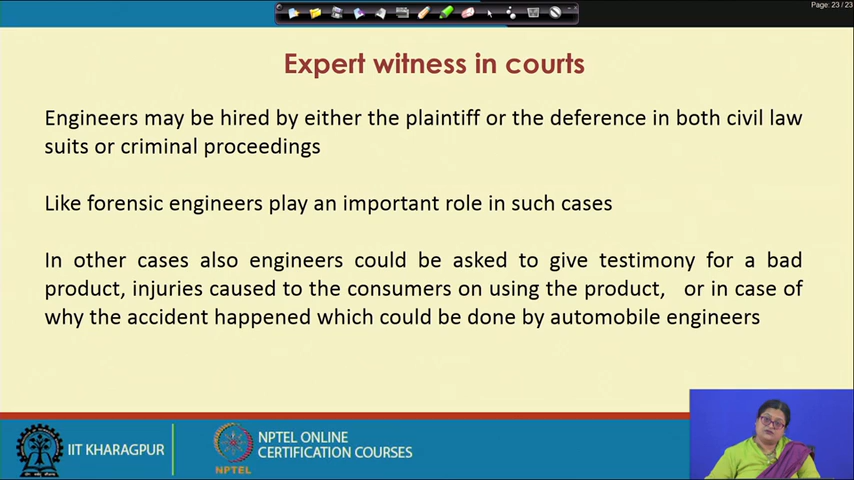 Page: 23 / 23
Expert witness in courts
Engineers may be hired by either the plaintiff or the deference in both civil law
suits or criminal proceedings
Like forensic engineers play an important role in such cases
In other cases also engineers could be asked to give testimony for a bad
product, injuries caused to the consumers on using the product, or in case of
why the accident happened which could be done by automobile engineers
IIT KHARAGPUR
NPTEL
NPTEL ONLINE
CERTIFICATION COURSES